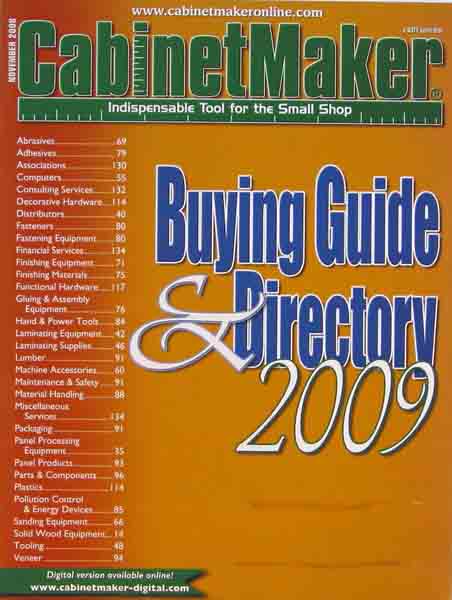 www.cabinetmakeronline.com
NOVEMBER 2008
CabinetMaker
Indispensable Tool for the Small Shop
Abrasives 69
Adhesives 79
Associations 130
Computers 55
Consulting Services 132
Decorative Hardware 114
Distributors 40
Fasteners 80
Fastening Equipment 80
Financial Services 134
Finishing Equipment 71
Finishing Materials 75
Functional Hardware 117
Gluing & Assembly
Equipment 76
Hand & Power Tools 84
Laminating Equipment 42
Laminating Supplies 46
Lumber 91
Machine Accessories 60
Maintenance & Safety 91
Material Handling 88
Miscellaneous
Services 134
Packaging 91
Panel Processing
Equipment 35
Panel Products 93
Parts & Components 96
Plastics 114
Pollution Control
& Energy Devices 85
Sanding Equipment 66
Solid Wood Equipment 14
Tooling 48
Veneer 94
Buying Guide
& Directory
2009
Digital version available online!
www.cabinetmaker-digital.com